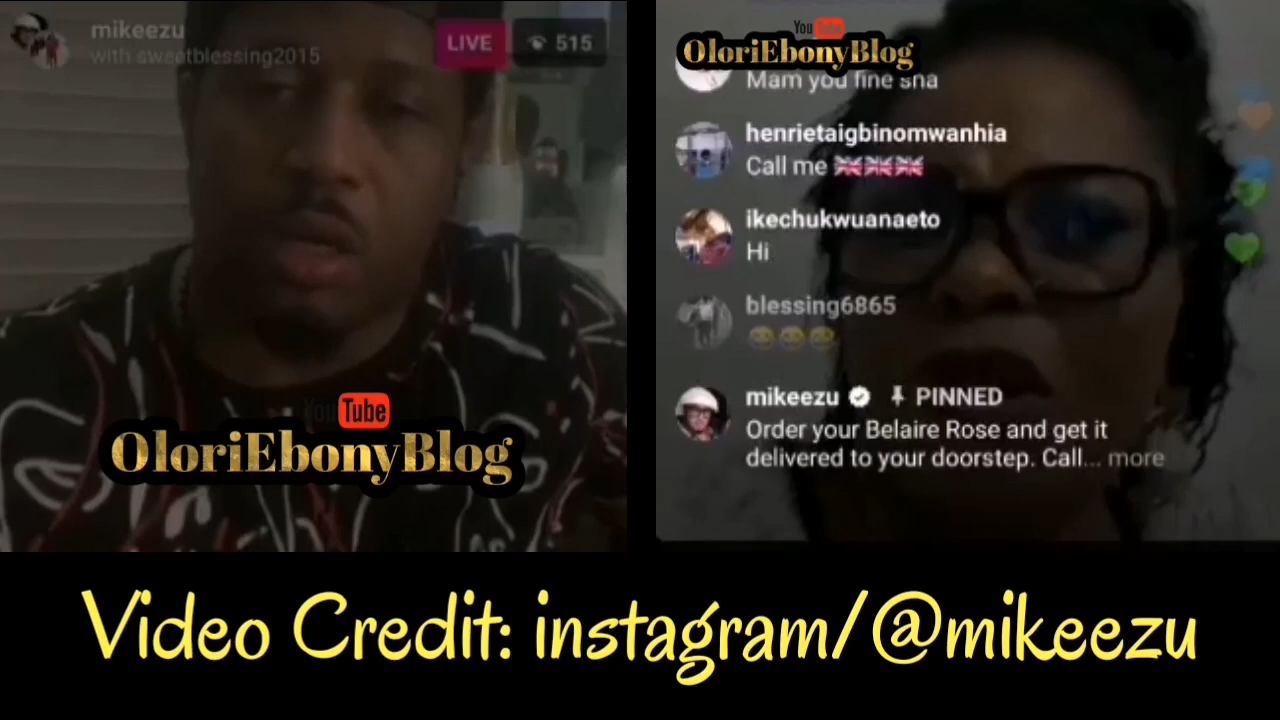 mikeezu
with sweetblessing2015
LIVE
515
YouTube
OloriEbonyBlog
YouTube
OloriEbonyBlog
Mam you fine sha
henrietaigbinomwanhia
Call me 🇬🇧🇬🇧🇬🇧
ikechukwuanaeto
Hi
blessing6865
😂😂😂
mikeezu PINNED
Order your Belaire Rose and get it
delivered to your doorstep. Call... more
Video Credit: instagram/@mikeezu